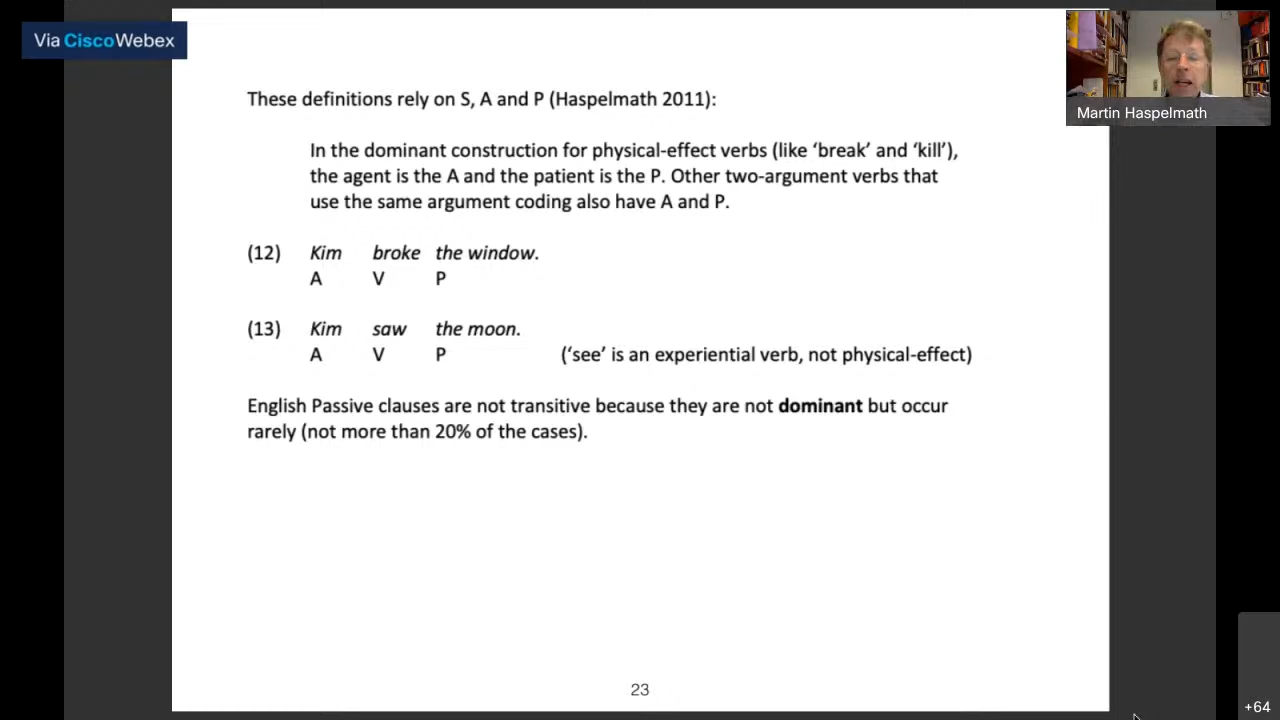 Via Cisco Webex
Martin Haspelmath
These definitions rely on S, A and P (Haspelmath 2011):
In the dominant construction for physical-effect verbs (like ‘break’ and ‘kill’),
the agent is the A and the patient is the P. Other two-argument verbs that
use the same argument coding also have A and P.
(12) Kim broke the window.
A V P
(13) Kim saw the moon.
A V P (‘see’ is an experiential verb, not physical-effect)
English Passive clauses are not transitive because they are not dominant but occur
rarely (not more than 20% of the cases).
23
+64